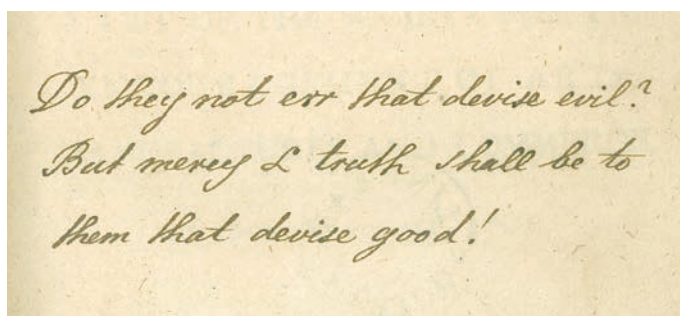 Do they not err that devise evil?
But mercy & truth shall be to
them that devise good!